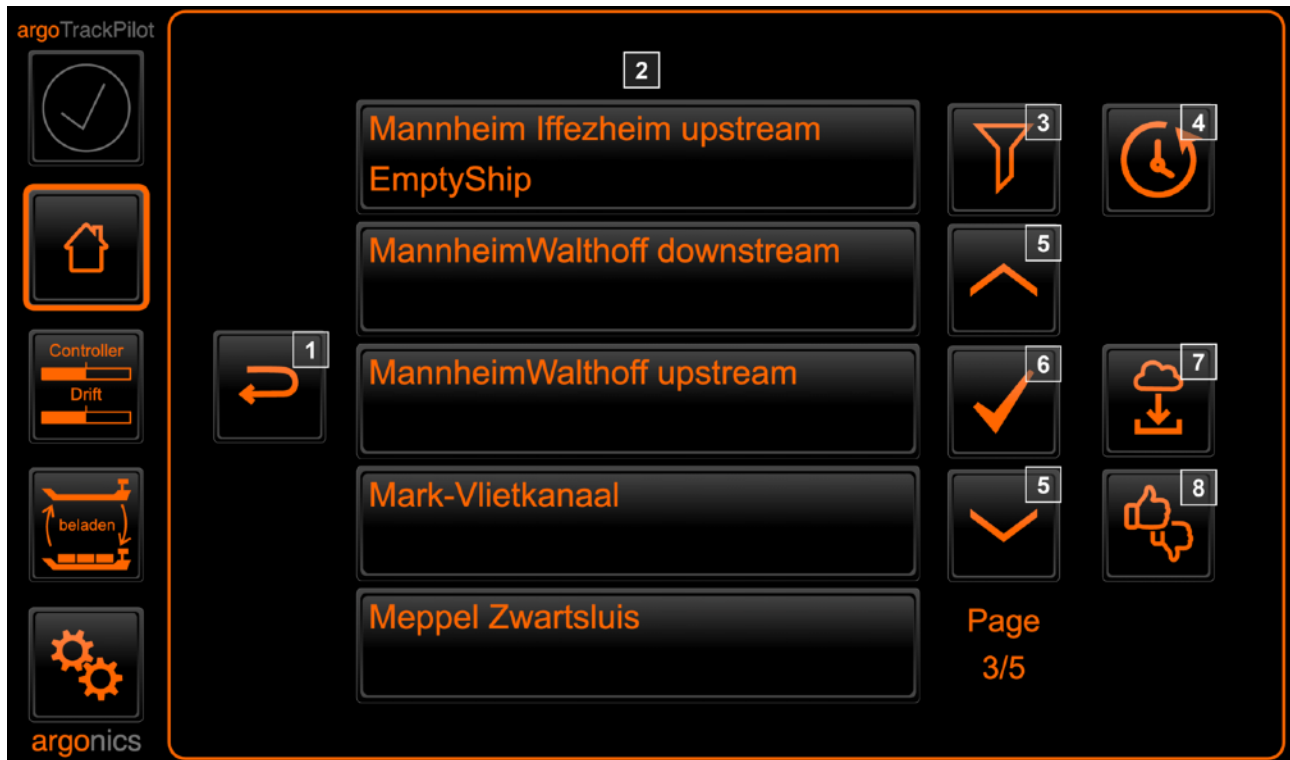 argoTrackPilot
2
Mannheim Iffezheim upstream
EmptyShip
3
4
MannheimWalthoff downstream
5
Controller
Drift
1
MannheimWalthoff upstream
6
7
beladen
Mark-Vlietkanaal
5
8
Meppel Zwartsluis
Page
3/5
argonics